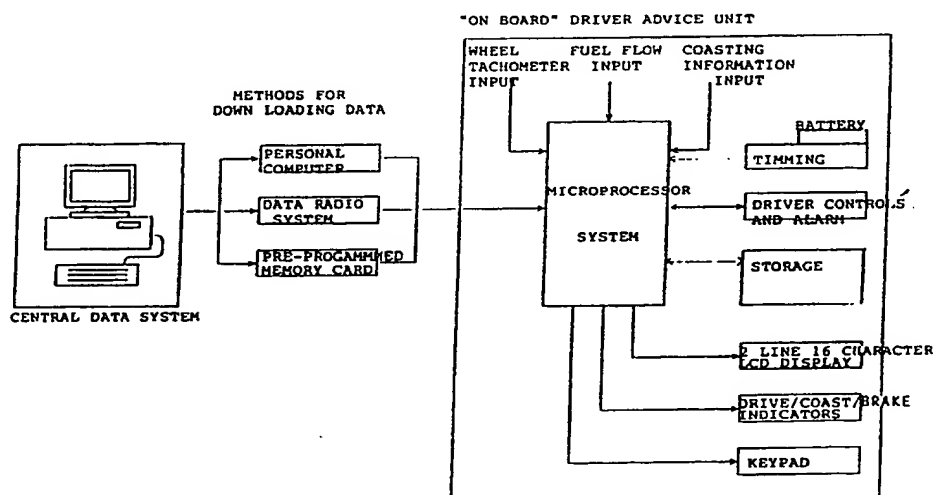 "ON BOARD" DRIVER ADVICE UNIT
WHEEL
TACHOMETER
INPUT
FUEL FLOW
INPUT
COASTING
INFORMATION
INPUT
METHODS FOR
DOWN LOADING DATA
PERSONAL
COMPUTER
DATA RADIO
SYSTEM
PRE-PROGAMMMED
MEMORY CARD
CENTRAL DATA SYSTEM
MICROPROCESSOR
SYSTEM
BATTERY
TIMMING
DRIVER CONTROLS
AND ALARM
STORAGE
2 LINE 16 CHARACTER
LCD DISPLAY
DRIVE/COAST/BRAKE
INDICATORS
KEYPAD